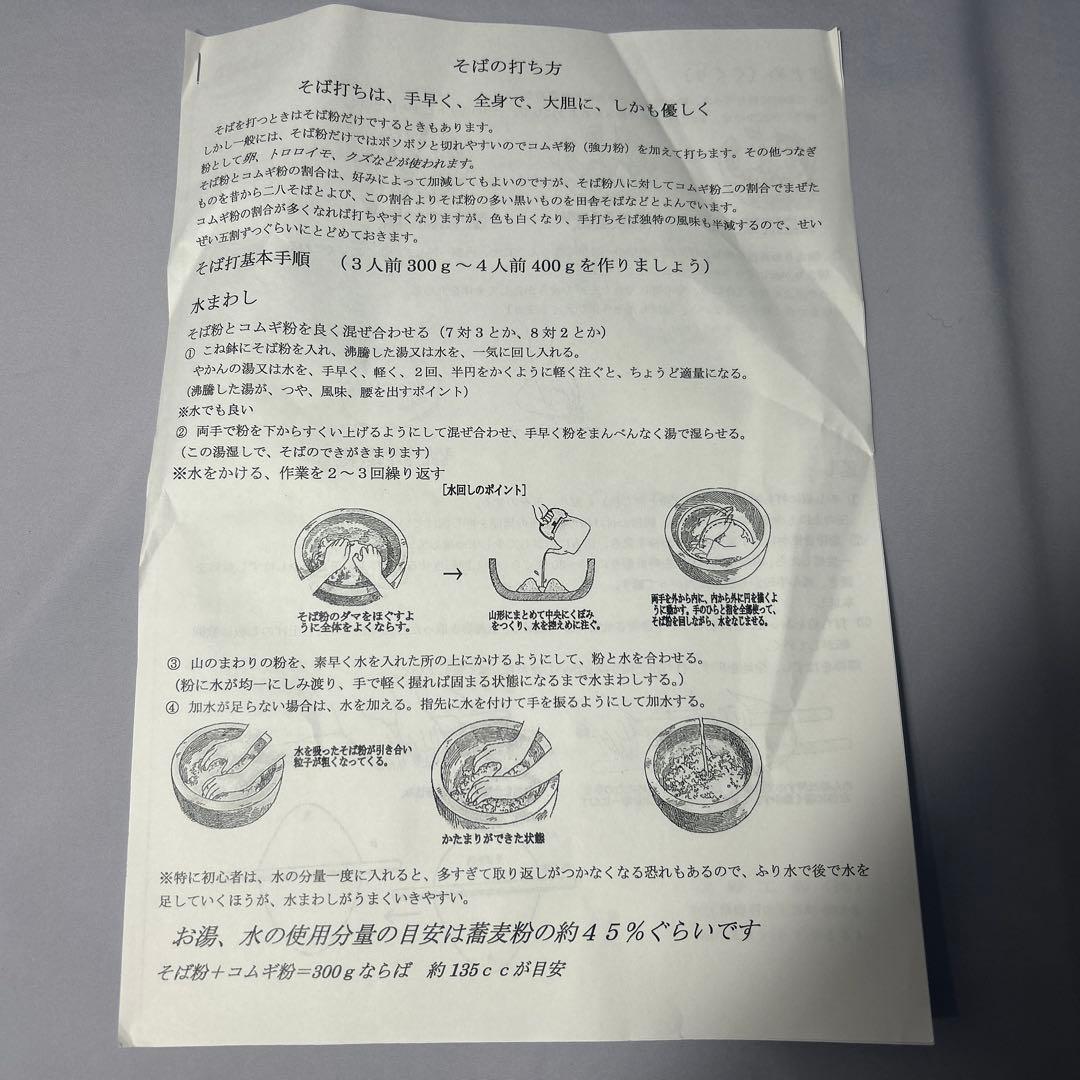 そばの打ち方
そば打ちは、手早く、全身で、大胆に、しかも優しく
そばを打つときはそば粉だけでするときもあります。
しかし一般には、そば粉だけではボソボソと切れやすいのでコムギ粉（強力粉）を加えて打ちます。その他つなぎ
粉として卵、トロロイモ、クズなどが使われます。
そば粉とコムギ粉の割合は、好みによって加減してもよいのですが、そば粉八に対してコムギ粉二の割合でまぜた
ものを昔から二八そばとよび、この割合よりそば粉の多い黒いものを田舎そばなどとよんでいます。
コムギ粉の割合が多くなれば打ちやすくなりますが、色も白くなり、手打ちそば独特の風味も半減するので、せい
ぜい五割ずつぐらいにとどめておきます。
そば打基本手順　（３人前 300ｇ～４人前 400ｇを作りましょう）
水まわし
そば粉とコムギ粉を良く混ぜ合わせる（７対３とか、８対２とか）
① こね鉢にそば粉を入れ、沸騰した湯又は水を、一気に回し入れる。
やかんの湯又は水を、手早く、軽く、２回、半円をかくように軽く注ぐと、ちょうど適量になる。
(沸騰した湯が、つや、風味、腰を出すポイント)
※水でも良い
② 両手で粉を下からすくい上げるようにして混ぜ合わせ、手早く粉をまんべんなく湯で湿らせる。
(この湯湿しで、そばのできがきまります)
※水をかける、作業を２～３回繰り返す
［水回しのポイント］
→
そば粉のダマをほぐすよ
うに全体をよくならす。
山形にまとめて中央にくぼみ
をつくり、水を控えめに注ぐ。
両手を外から内に、内から外に円を描くよ
うに動かす。手のひらと指を全部使って、
そば粉を回しながら、水をなじませる。
③ 山のまわりの粉を、素早く水を入れた所の上にかけるようにして、粉と水を合わせる。
（粉に水が均一にしみ渡り、手で軽く握れば固まる状態になるまで水まわしする。）
④ 加水が足らない場合は、水を加える。指先に水を付けて手を振るようにして加水する。
水を吸ったそば粉が引き合い
粒子が粗くなってくる。
かたまりができた状態
※特に初心者は、水の分量一度に入れると、多すぎて取り返しがつかなくなる恐れもあるので、ふり水で後で水を
足していくほうが、水まわしがうまくいきやすい。
お湯、水の使用分量の目安は蕎麦粉の約４５％ぐらいです
そば粉＋コムギ粉＝300ｇならば　約 135ｃｃが目安